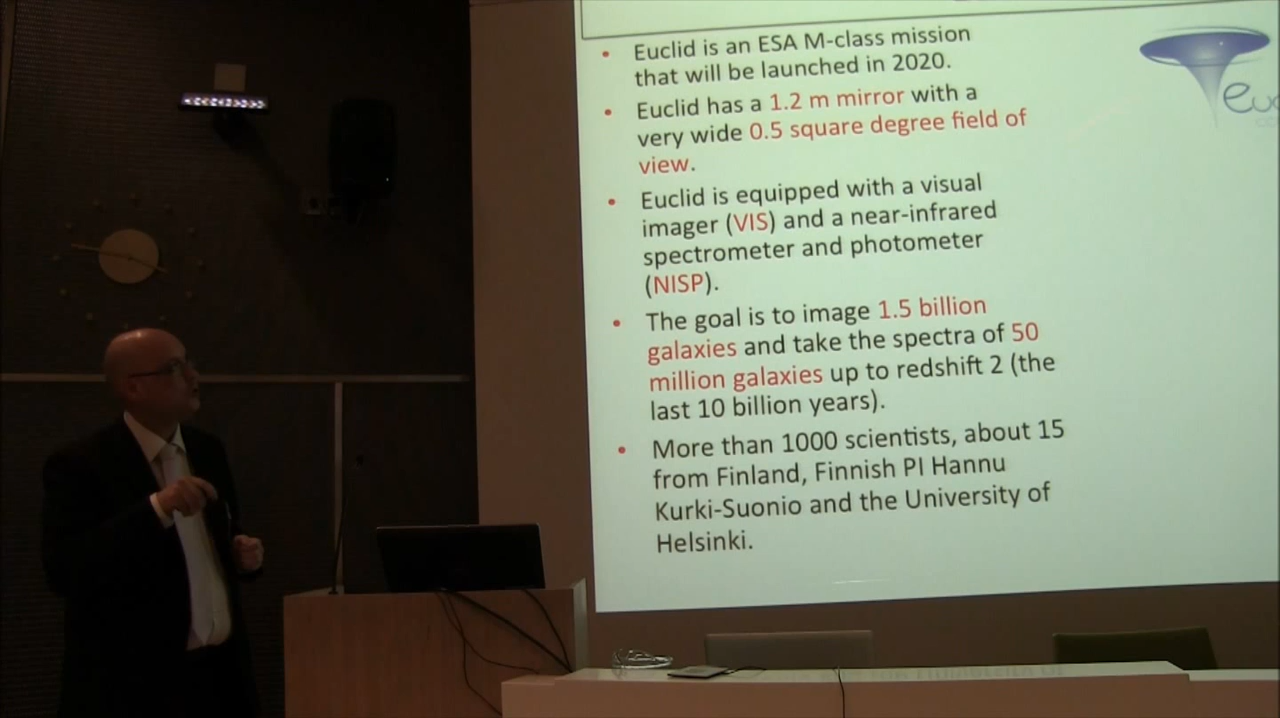 • Euclid is an ESA M-class mission
that will be launched in 2020.
• Euclid has a 1.2 m mirror with a
very wide 0.5 square degree field of
view.
• Euclid is equipped with a visual
imager (VIS) and a near-infrared
spectrometer and photometer
(NISP).
• The goal is to image 1.5 billion
galaxies and take the spectra of 50
million galaxies up to redshift 2 (the
last 10 billion years).
• More than 1000 scientists, about 15
from Finland, Finnish PI Hannu
Kurki-Suonio and the University of
Helsinki.